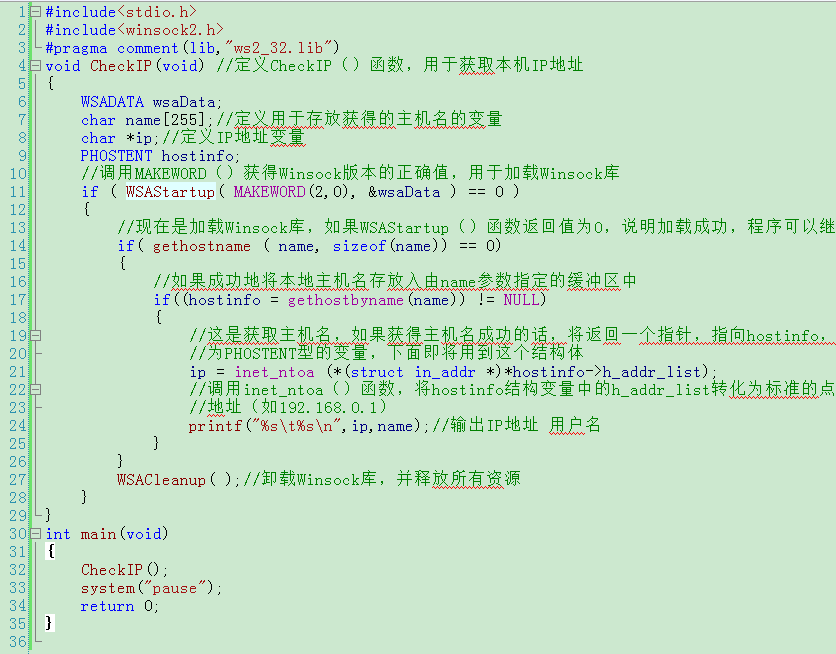 1 #include<stdio.h>
2 #include<winsock2.h>
3 #pragma comment(lib,"ws2_32.lib")
4 void CheckIP(void) //定义CheckIP（）函数，用于获取本机IP地址
5 {
6 WSADATA wsaData;
7 char name[255];//定义用于存放获得的主机名的变量
8 char *ip;//定义IP地址变量
9 PHOSTENT hostinfo;
10 //调用MAKEWORD（）获得Winsock版本的正确值，用于加载Winsock库
11 if ( WSAStartup( MAKEWORD(2,0), &wsaData ) == 0 )
12 {
13 //现在是加载Winsock库，如果WSAStartup（）函数返回值为0，说明加载成功，程序可以继
14 if( gethostname ( name, sizeof(name)) == 0)
15 {
16 //如果成功地将本地主机名存放入由name参数指定的缓冲区中
17 if((hostinfo = gethostbyname(name)) != NULL)
18 {
19 //这是获取主机名，如果获得主机名成功的话，将返回一个指针，指向hostinfo，
20 //为PHOSTENT型的变量，下面即将用到这个结构体
21 ip = inet_ntoa (*(struct in_addr *)*hostinfo->h_addr_list);
22 //调用inet_ntoa（）函数，将hostinfo结构变量中的h_addr_list转化为标准的点
23 //地址（如192.168.0.1）
24 printf("%s\t%s\n",ip,name);//输出IP地址 用户名
25 }
26 }
27 WSACleanup( );//卸载Winsock库，并释放所有资源
28 }
29 }
30 int main(void)
31 {
32 CheckIP();
33 system("pause");
34 return 0;
35 }
36